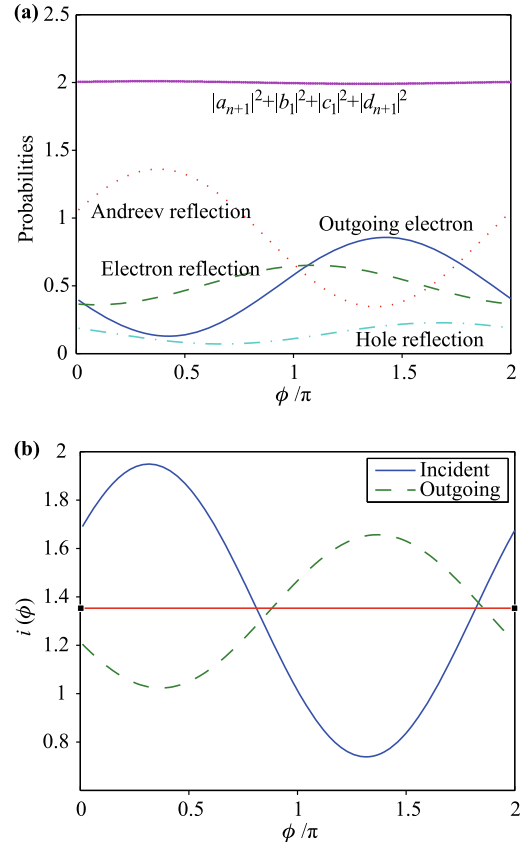 (a)
2.5
2
|a_{n+1}|^2+|b_1|^2+|c_1|^2+|d_{n+1}|^2
1.5
Probabilities
Andreev reflection
Outgoing electron
1
Electron reflection
0.5
Hole reflection
0
0 0.5 1 1.5 2
ϕ /π
(b)
2
Incident
Outgoing
1.8
1.6
1.4
i (ϕ)
1.2
1
0.8
0 0.5 1 1.5 2
ϕ /π